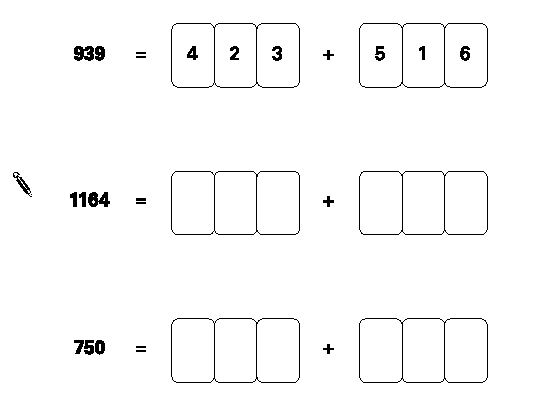 939 = 4 2 3 + 5 1 6
1164 = +
750 = +